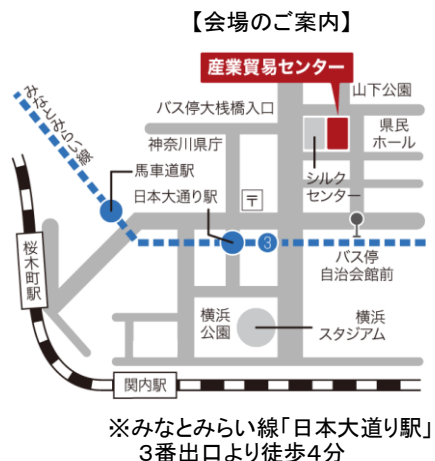 【会場のご案内】
産業貿易センター
山下公園
バス停大桟橋入口
みなとみらい線
神奈川県庁
県民
ホール
馬車道駅
シルク
センター
日本大通り駅
〒
3
バス停
自治会館前
桜木町駅
横浜
公園
横浜
スタジアム
関内駅
※みなとみらい線「日本大道り駅」
3番出口より徒歩4分